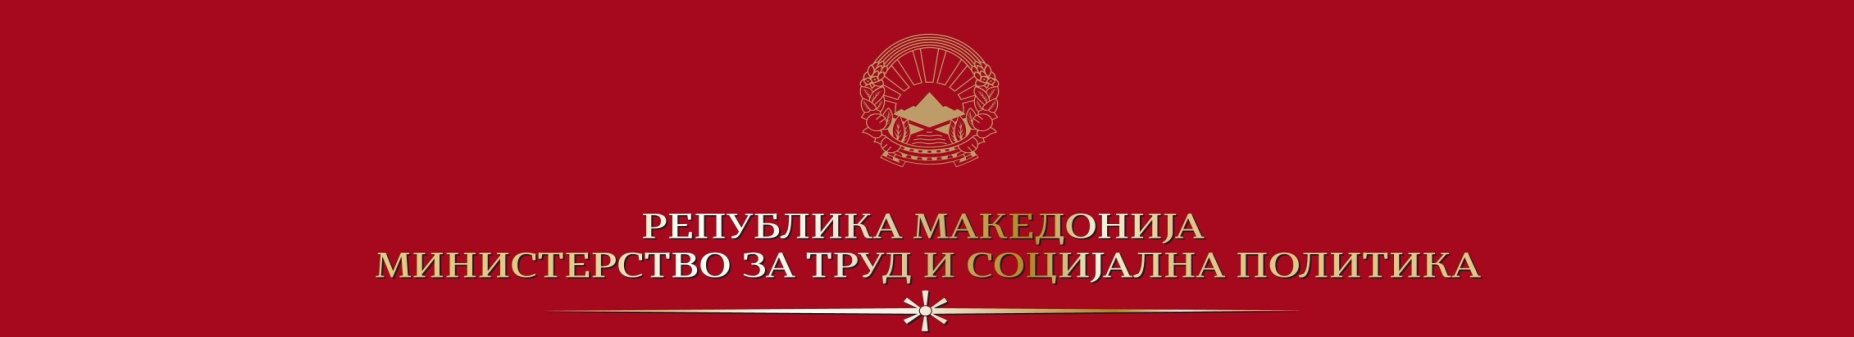 РЕПУБЛИКА МАКЕДОНИЈА
МИНИСТЕРСТВО ЗА ТРУД И СОЦИЈАЛНА ПОЛИТИКА